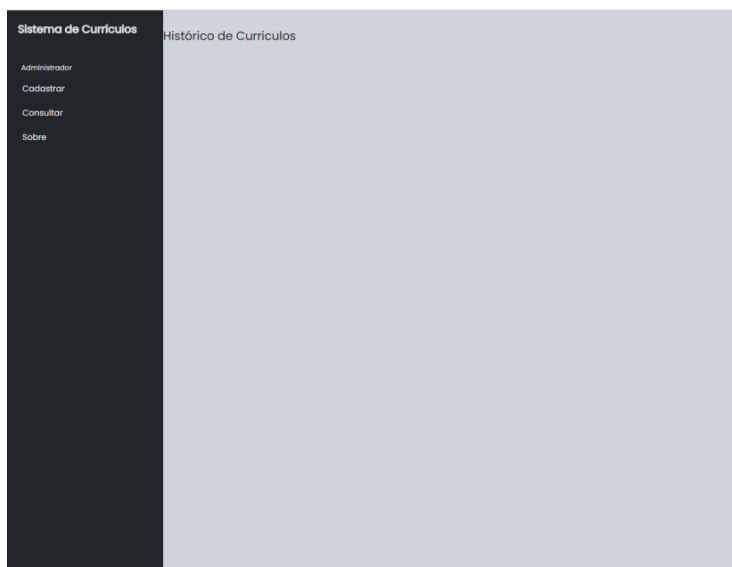 Sistema de Currículos
Histórico de Curriculos
Administrador
Cadastrar
Consultar
Sobre